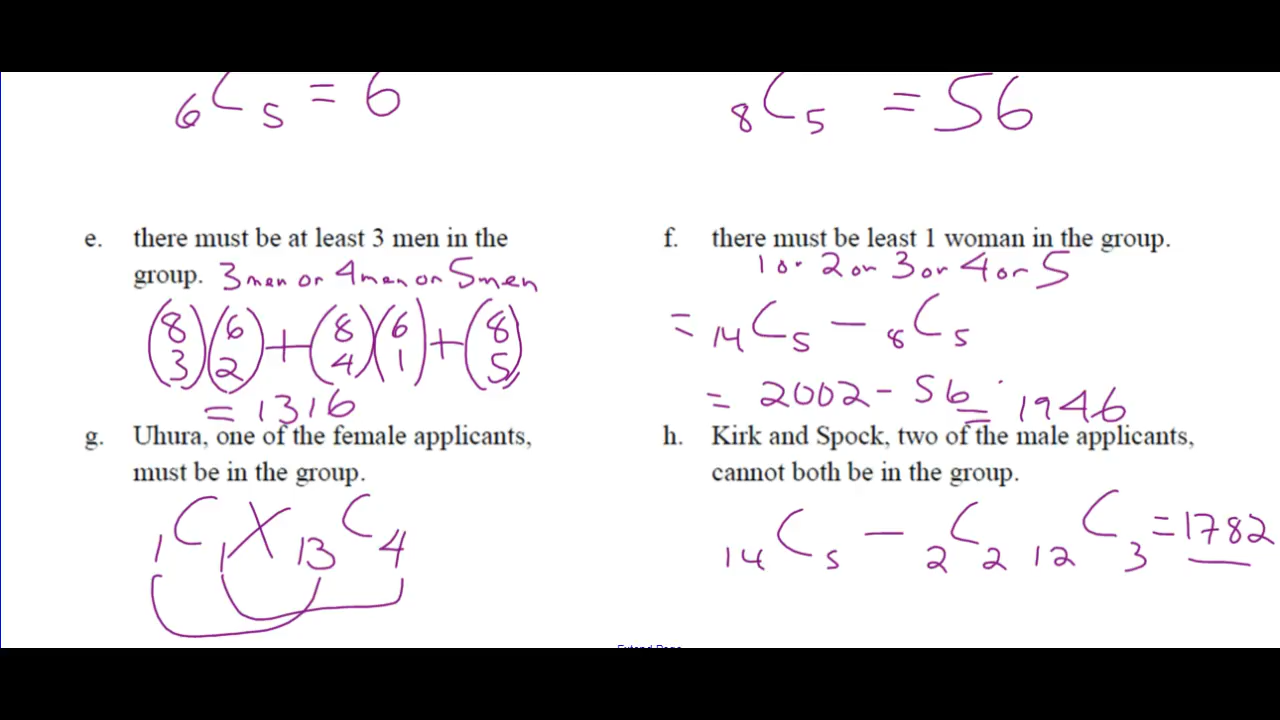 ₆C₅ = 6
₈C₅ = 56
e. there must be at least 3 men in the
group. 3 men or 4 men or 5 men
(8 3)(6 2) + (8 4)(6 1) + (8 5)
= 1316
f. there must be least 1 woman in the group.
1 or 2 or 3 or 4 or 5
= ₁₄C₅ − ₈C₅
= 2002 - 56 = 1946
g. Uhura, one of the female applicants,
must be in the group.
₁C₁ X ₁₃C₄
h. Kirk and Spock, two of the male applicants,
cannot both be in the group.
₁₄C₅ − ₂C₂ ₁₂C₃ = 1782